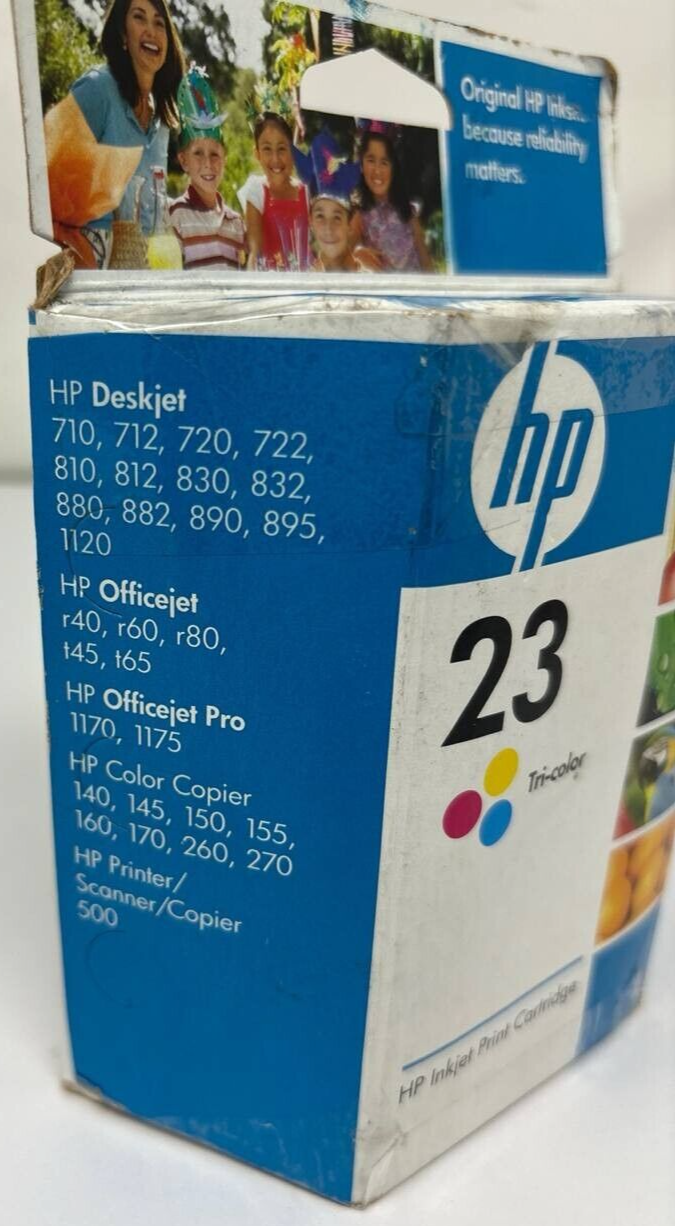 Original HP Inks...
because reliability
matters.
HP Deskjet
710, 712, 720, 722,
810, 812, 830, 832,
880, 882, 890, 895,
1120
HP Officejet
r40, r60, r80,
t45, t65
HP Officejet Pro
1170, 1175
HP Color Copier
140, 145, 150, 155,
160, 170, 260, 270
HP Printer/
Scanner/Copier
500
hp
23
Tri-color
HP Inkjet Print Cartridge